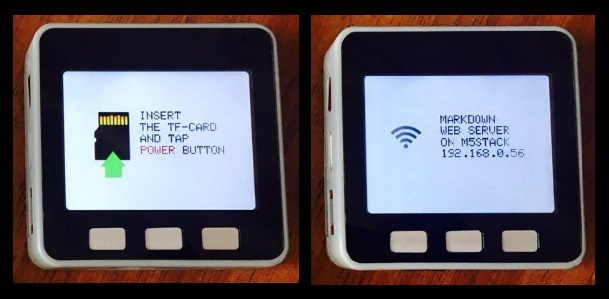 INSERT
THE TF-CARD
AND TAP
POWER BUTTON
MARKDOWN
WEB SERVER
ON M5STACK
192.168.0.56